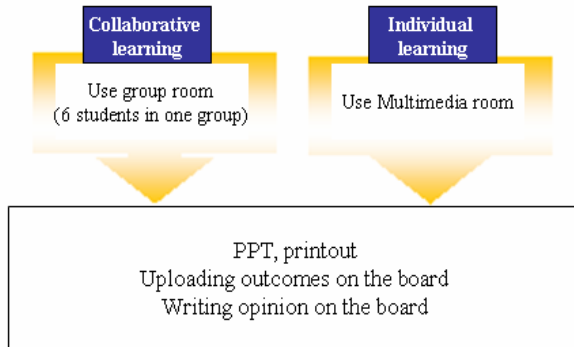 Collaborative
learning
Use group room
(6 students in one group)
Individual
learning
Use Multimedia room
PPT, printout
Uploading outcomes on the board
Writing opinion on the board